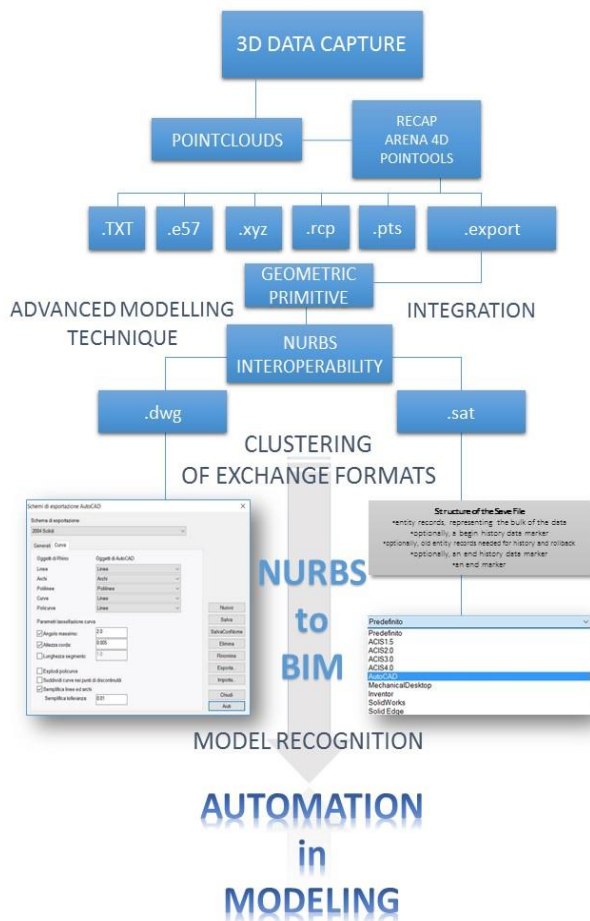 3D DATA CAPTURE
POINTCLOUDS
RECAP
ARENA 4D
POINTOOLS
.TXT
.e57
.xyz
.rcp
.pts
.export
GEOMETRIC
PRIMITIVE
ADVANCED MODELLING
TECHNIQUE
INTEGRATION
NURBS
INTEROPERABILITY
.dwg
.sat
CLUSTERING
OF EXCHANGE FORMATS
Schemi di esportazione AutoCAD
Schema di esportazione
2004 Solidi
Generali Curva
Oggetti di Rhino Oggetti di AutoCAD
Linea Linea
Archi Archi
Polilinee Polilinea
Curve Linea
Policurve Linea
Parametri tassellazione curva
Angolo massimo: 2.0
Altezza corda: 0.005
Lunghezza segmento: 1.0
Esplodi policurve
Suddividi curve nei punti di discontinuità
Semplifica linee ed archi
Semplifica tolleranza: 0.01
Nuovo
Salva
SalvaConNome
Elimina
Rinomina
Esporta...
Importa...
Chiudi
Aiuti
Structure of the Save File
•entity records, representing the bulk of the data
•optionally, a begin history data marker
•optionally, old entity records needed for history and rollback
•optionally, an end history data marker
•an end marker
Predefinito
Predefinito
ACIS1.5
ACIS2.0
ACIS3.0
ACIS4.0
AutoCAD
MechanicalDesktop
Inventor
SolidWorks
Solid Edge
NURBS
to
BIM
MODEL RECOGNITION
AUTOMATION
in
MODELING